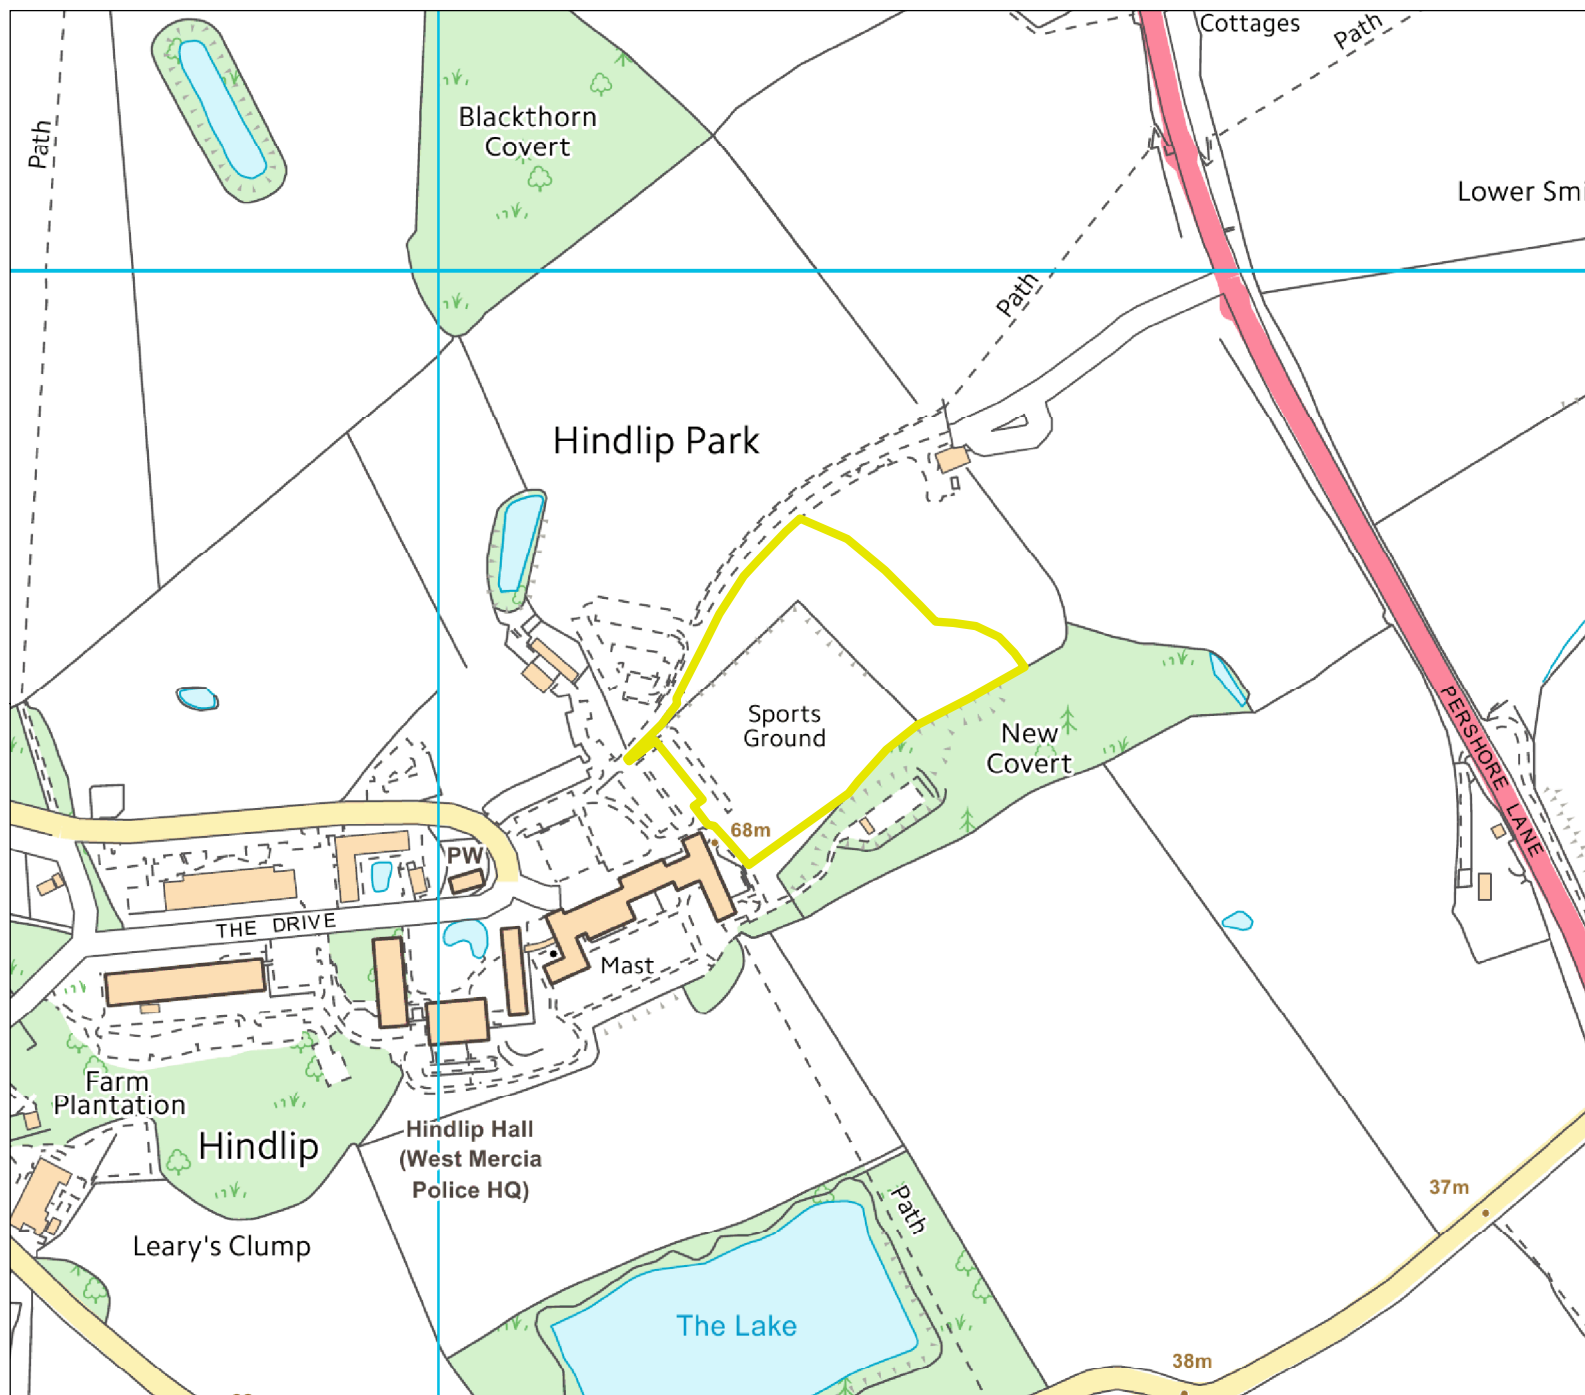 Cottages
Path
Path
Blackthorn
Covert
Lower Smi
Path
Hindlip Park
Sports
Ground
New
Covert
PERSHORE LANE
68m
PW
THE DRIVE
Mast
Farm
Plantation
Hindlip
Hindlip Hall
(West Mercia
Police HQ)
Path
37m
Leary's Clump
The Lake
38m